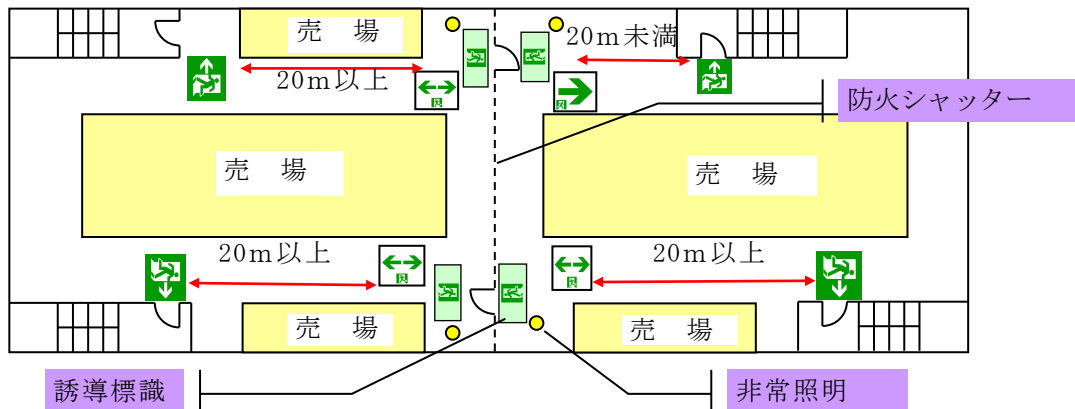 売 場
20m未満
20m以上
防火シャッター
売 場
売 場
20m以上
20m以上
売 場
売 場
誘導標識
非常照明